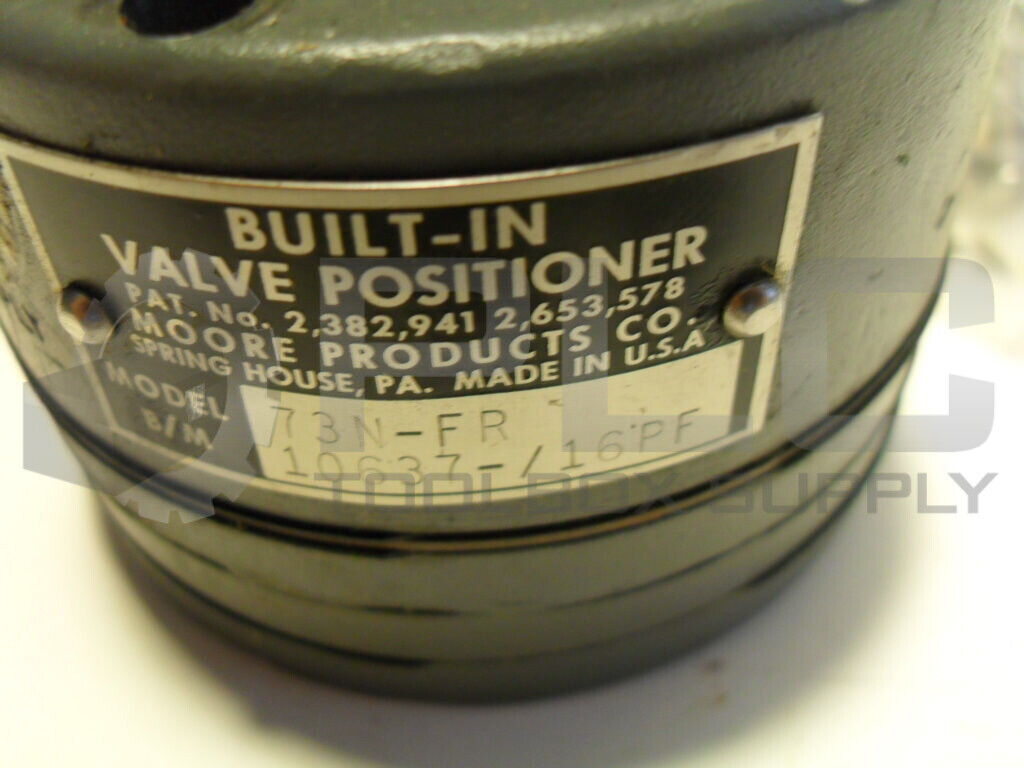 BUILT-IN
VALVE POSITIONER
PAT. No. 2,382,941 2,653,578
MOORE PRODUCTS CO.
SPRING HOUSE, PA. MADE IN U.S.A
MODEL 73N-FR
B/M 10637-/16PF
PLC
TOOLBOX SUPPLY